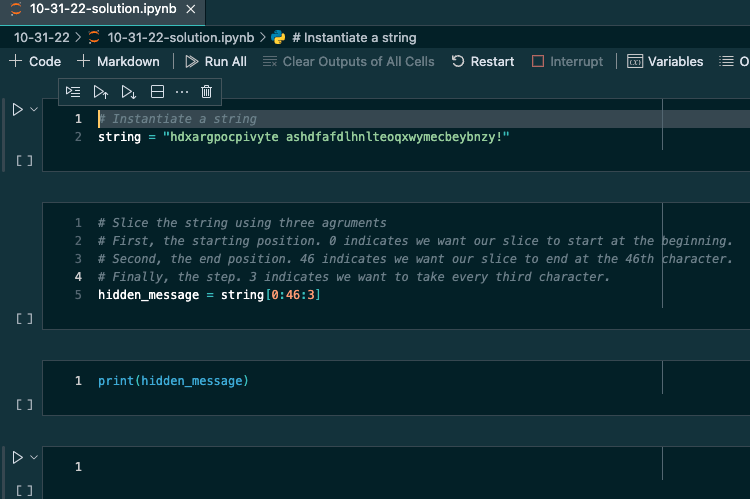 10-31-22-solution.ipynb
10-31-22 > 10-31-22-solution.ipynb > # Instantiate a string
+ Code + Markdown Run All Clear Outputs of All Cells Restart Interrupt Variables O
1 # Instantiate a string
2 string = "hdxargpocpivyte ashdfafdlhnlteoqxwymecbeybnzy!"
[ ]
1 # Slice the string using three agruments
2 # First, the starting position. 0 indicates we want our slice to start at the beginning.
3 # Second, the end position. 46 indicates we want our slice to end at the 46th character.
4 # Finally, the step. 3 indicates we want to take every third character.
5 hidden_message = string[0:46:3]
[ ]
1 print(hidden_message)
[ ]
1
[ ]